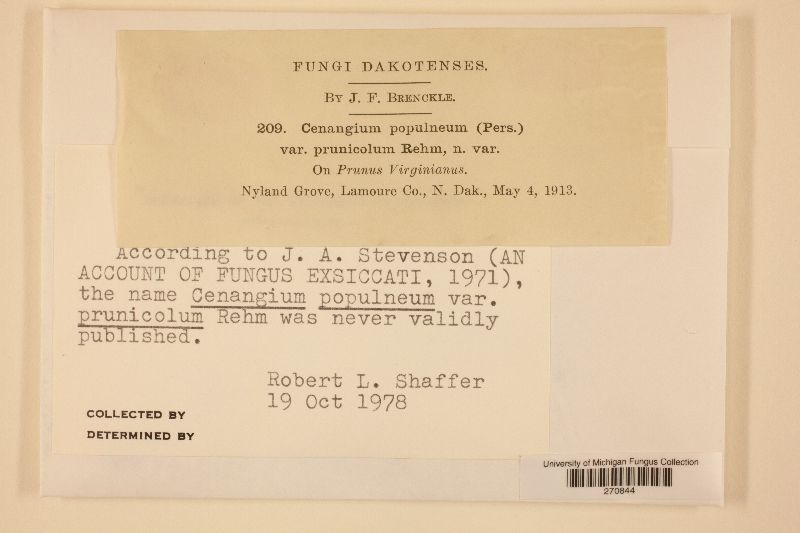 FUNGI DAKOTENSES.
By J. F. Brenckle.
209. Cenangium populneum (Pers.)
var. prunicolum Rehm, n. var.
On Prunus Virginianus.
Nyland Grove, Lamoure Co., N. Dak., May 4, 1913.
According to J. A. Stevenson (AN
ACCOUNT OF FUNGUS EXSICCATI, 1971),
the name Cenangium populneum var.
prunicolum Rehm was never validly
published.
Robert L. Shaffer
19 Oct 1978
COLLECTED BY
DETERMINED BY
University of Michigan Fungus Collection
270844